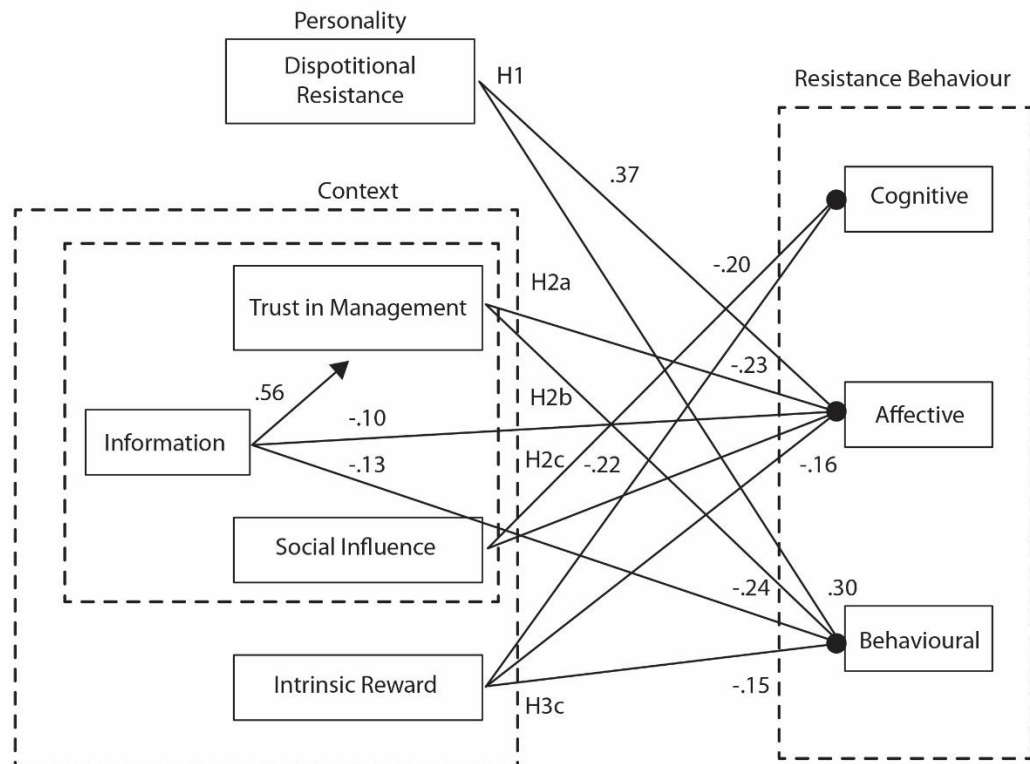 Personality
Dispotitional
Resistance
H1
Resistance Behaviour
.37
Cognitive
Context
-.20
H2a
Trust in Management
-.23
.56
H2b
-.10
Information
Affective
-.13
H2c
-.22
-.16
Social Influence
-.24
.30
Behavioural
Intrinsic Reward
-.15
H3c